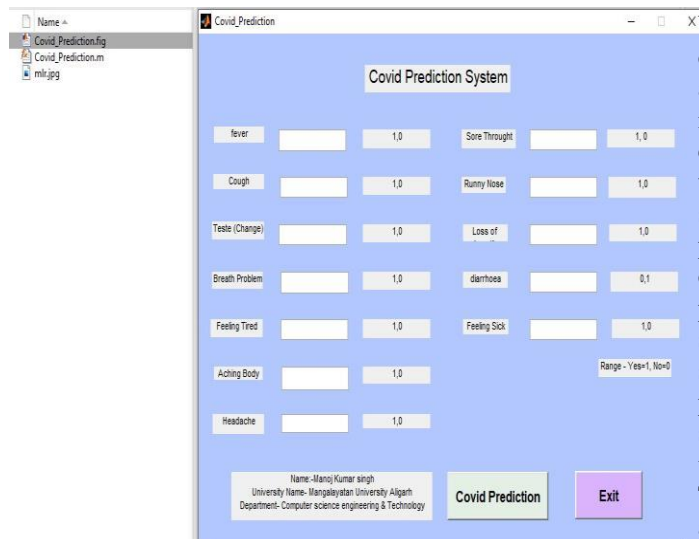 Name
Covid_Prediction.fig
Covid_Prediction.m
mlr.jpg
Covid_Prediction
Covid Prediction System
fever 1,0 Sore Throught 1, 0
Cough 1,0 Runny Nose 1,0
Teste (Change) 1,0 Loss of 1,0
Breath Problem 1,0 diarrhoea 0,1
Feeling Tired 1,0 Feeling Sick 1,0
Aching Body 1,0 Range - Yes=1, No=0
Headache 1,0
Name:-Manoj Kumar singh
University Name- Mangalayatan University Aligarh
Department- Computer science engineering & Technology
Covid Prediction
Exit